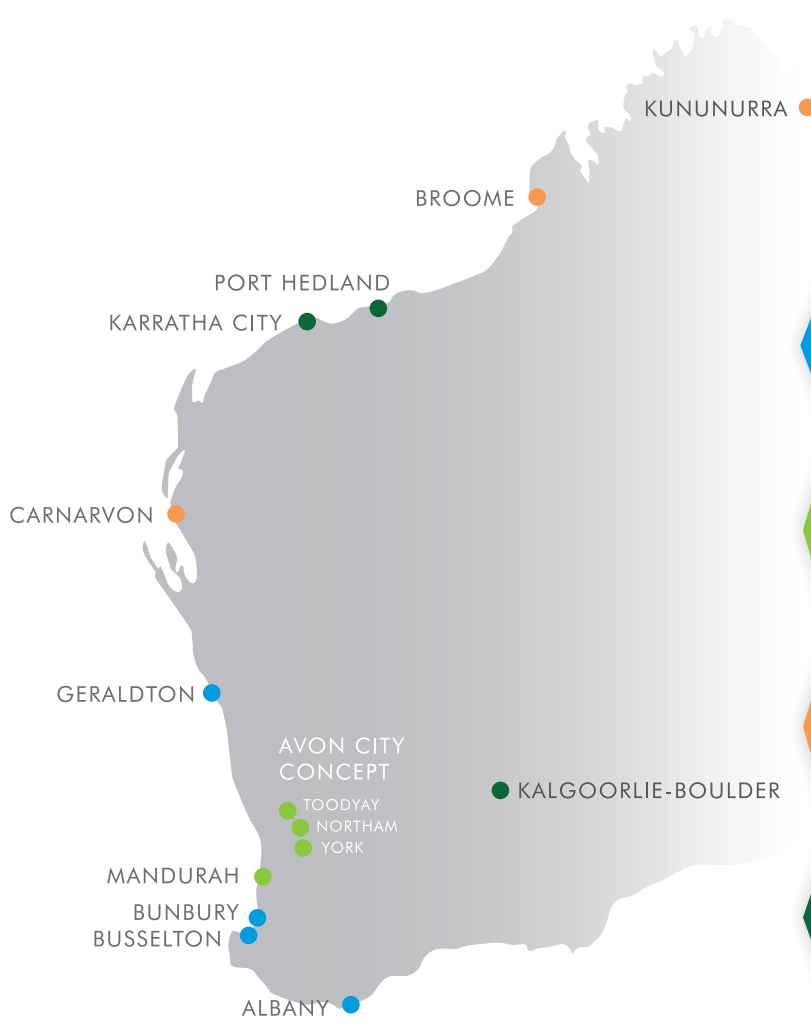 KUNUNURRA
BROOME
PORT HEDLAND
KARRATHA CITY
CARNARVON
GERALDTON
AVON CITY
CONCEPT
KALGOORLIE-BOULDER
TOODYAY
NORTHAM
YORK
MANDURAH
BUNBURY
BUSSELTON
ALBANY